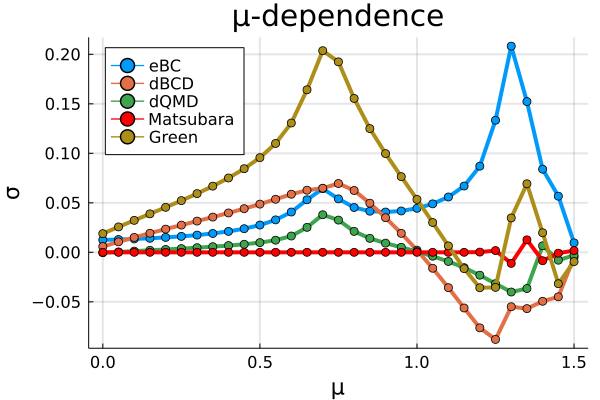 μ-dependence
0.20
0.15
0.10
0.05
0.00
−0.05
σ
eBC
dBCD
dQMD
Matsubara
Green
0.0 0.5 1.0 1.5
μ